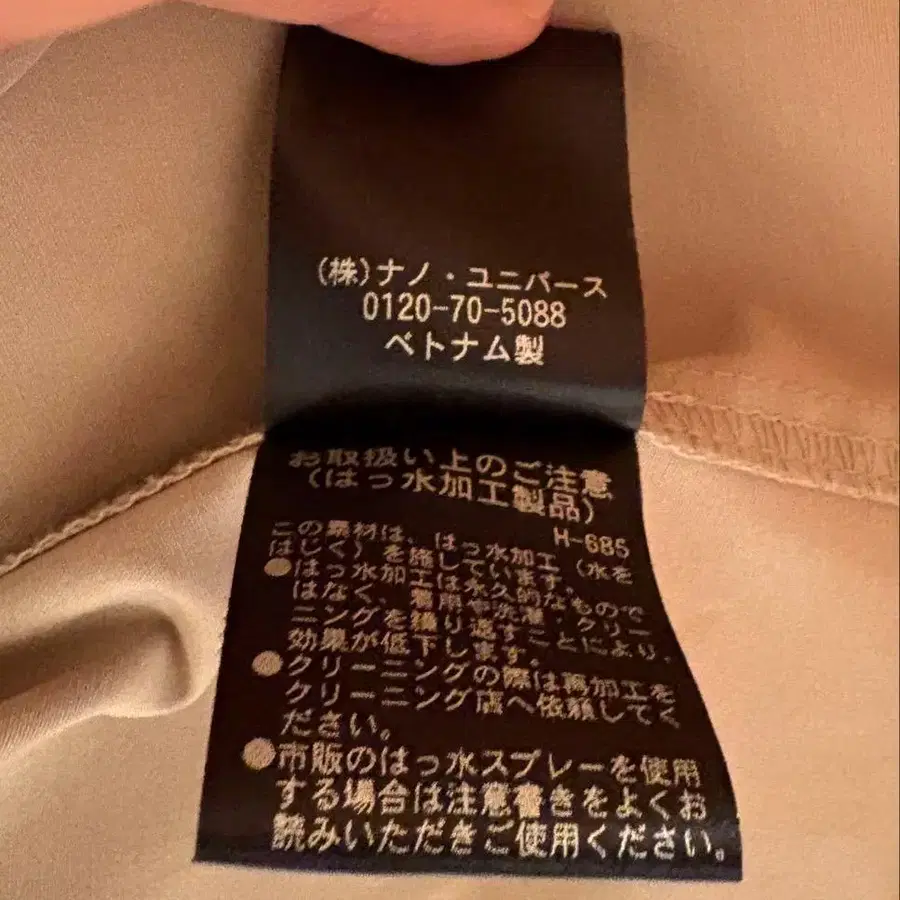 (株)ナノ・ユニバース
0120-70-5088
ベトナム製
お取扱い上のご注意
(はっ水加工製品)
H-685
この素材は、はっ水加工(水を
はじく)を施しています。
●はっ水加工は永久的なもので
はなく、着用や洗濯・クリー
ニングを繰り返すことにより、
効果が低下します。
●クリーニングの際は再加工を
クリーニング店へ依頼してく
ださい。
●市販のはっ水スプレーを使用
する場合は注意書きをよくお
読みいただきご使用ください。